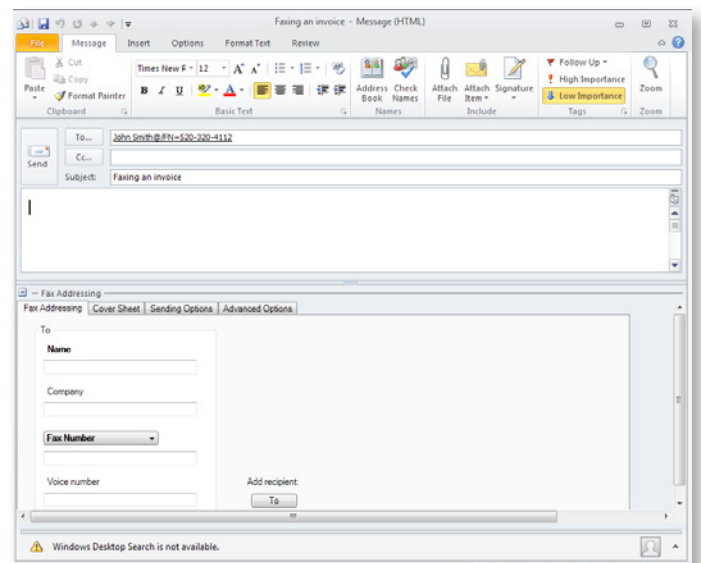 Faxing an invoice - Message (HTML)
File Message Insert Options Format Text Review
Cut
Copy
Format Painter
Paste
Clipboard
Times New F 12
B I U
Basic Text
Address Book
Check Names
Names
Attach File
Attach Item
Signature
Include
Follow Up
High Importance
Low Importance
Tags
Zoom
Zoom
Send
To... John Smith@/FN=520-320-4112
Cc...
Subject: Faxing an invoice
Fax Addressing
Fax Addressing Cover Sheet Sending Options Advanced Options
To
Name
Company
Fax Number
Voice number
Add recipient:
To
Windows Desktop Search is not available.